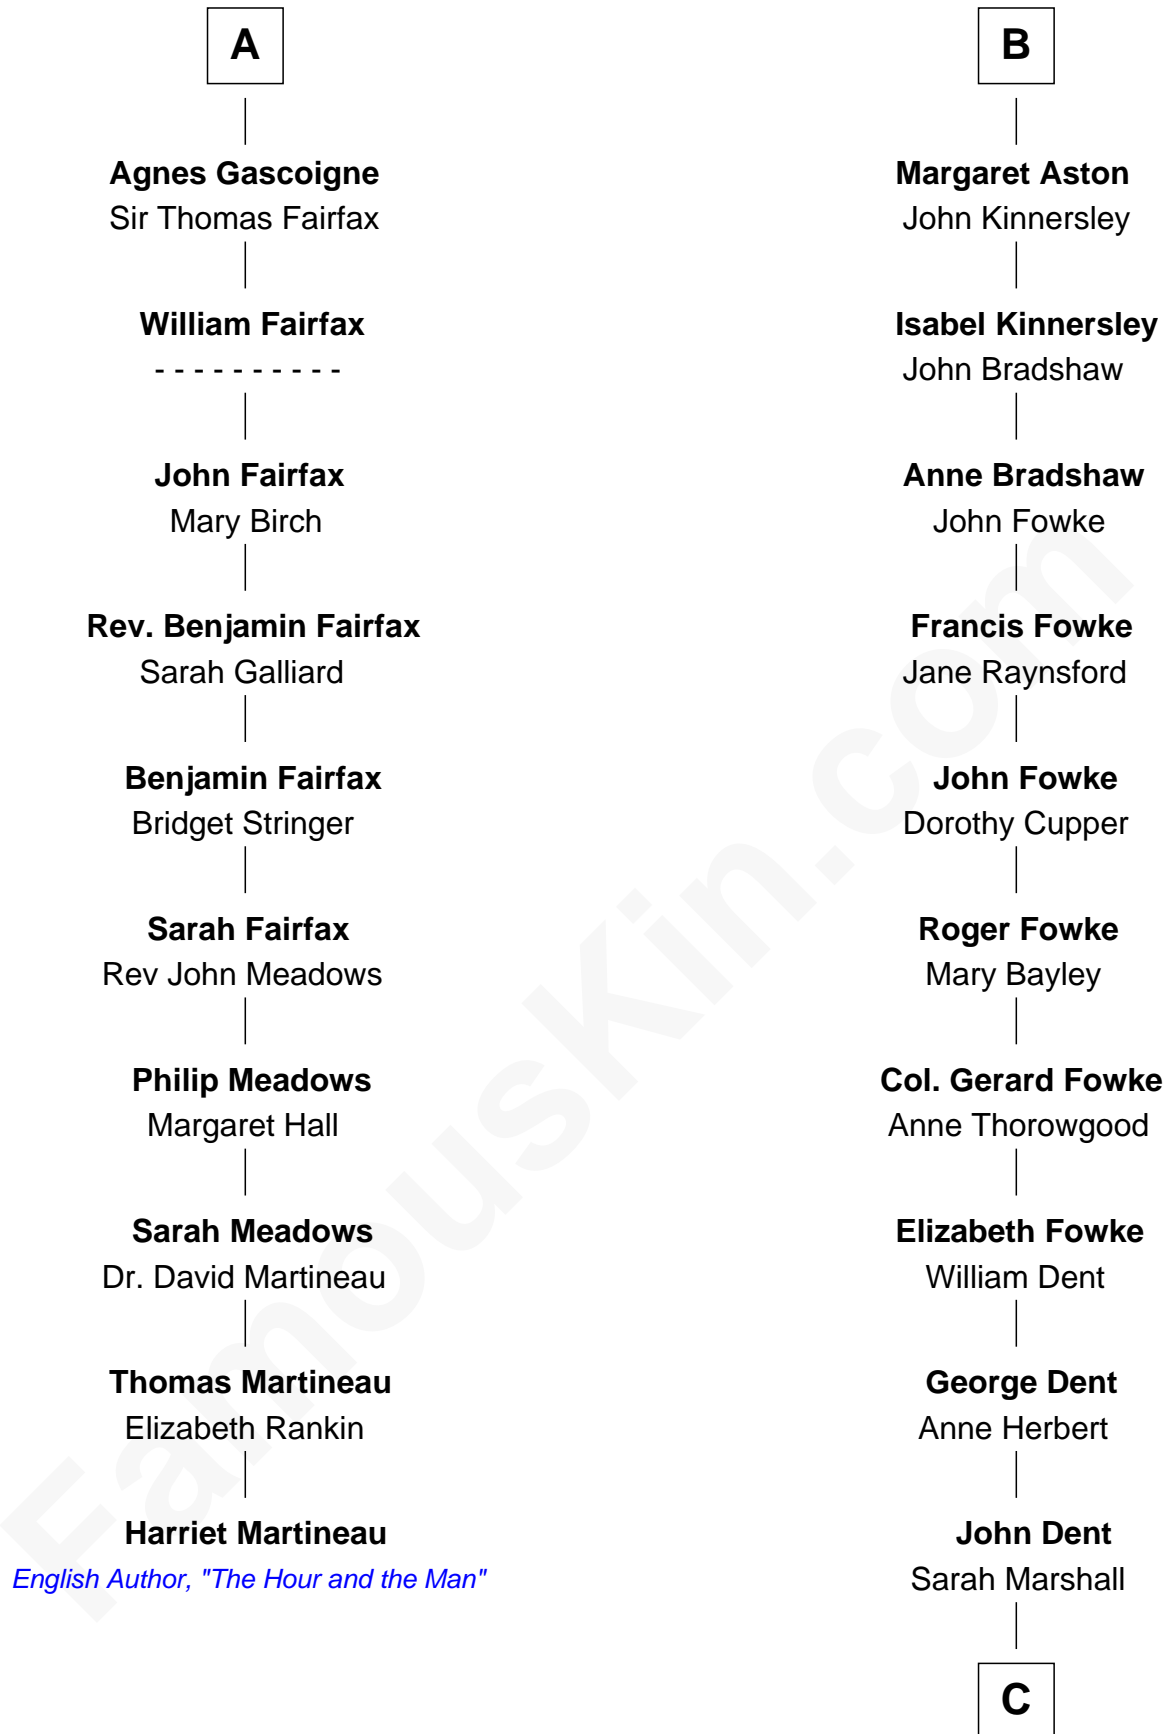 A
Agnes Gascoigne
Sir Thomas Fairfax
William Fairfax
- - - - - - - - - -
John Fairfax
Mary Birch
Rev. Benjamin Fairfax
Sarah Galliard
Benjamin Fairfax
Bridget Stringer
Sarah Fairfax
Rev John Meadows
Philip Meadows
Margaret Hall
Sarah Meadows
Dr. David Martineau
Thomas Martineau
Elizabeth Rankin
Harriet Martineau
English Author, "The Hour and the Man"
B
Margaret Aston
John Kinnersley
Isabel Kinnersley
John Bradshaw
Anne Bradshaw
John Fowke
Francis Fowke
Jane Raynsford
John Fowke
Dorothy Cupper
Roger Fowke
Mary Bayley
Col. Gerard Fowke
Anne Thorowgood
Elizabeth Fowke
William Dent
George Dent
Anne Herbert
John Dent
Sarah Marshall
C
FamousKin.com